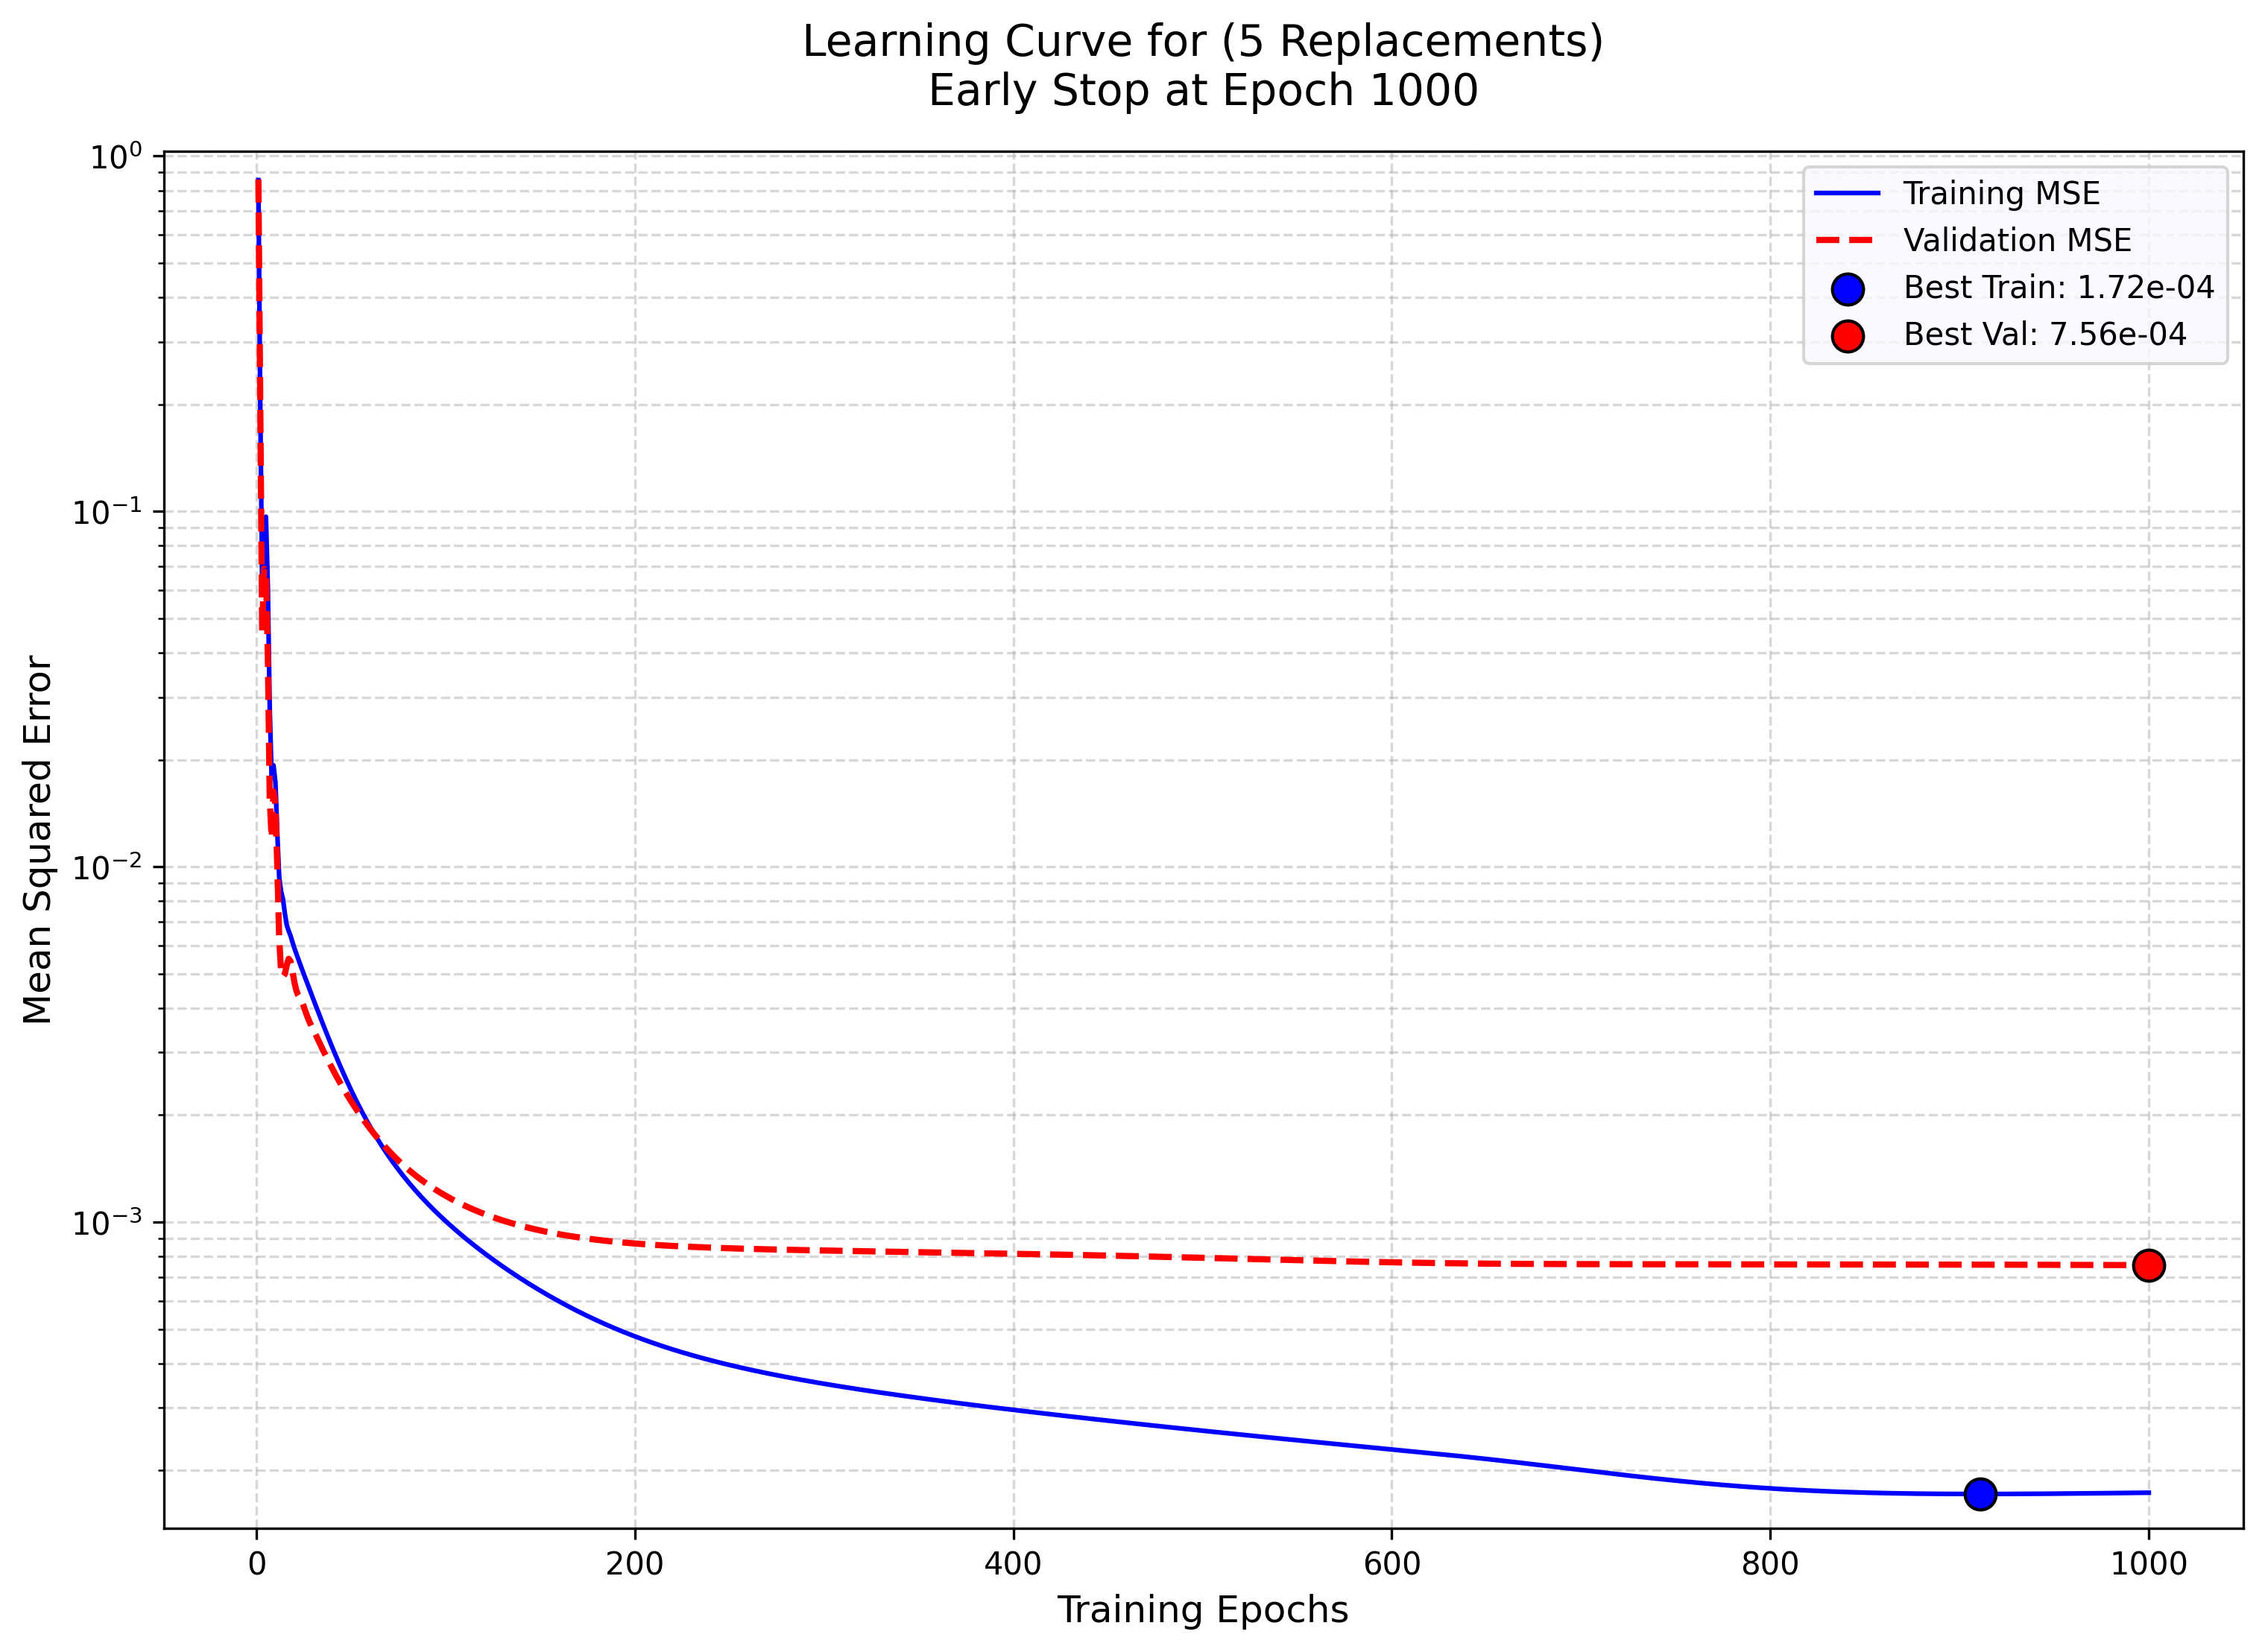 Learning Curve for (5 Replacements)
Early Stop at Epoch 1000
10⁰
10⁻¹
10⁻²
10⁻³
Mean Squared Error
Training MSE
Validation MSE
Best Train: 1.72e-04
Best Val: 7.56e-04
0 200 400 600 800 1000
Training Epochs